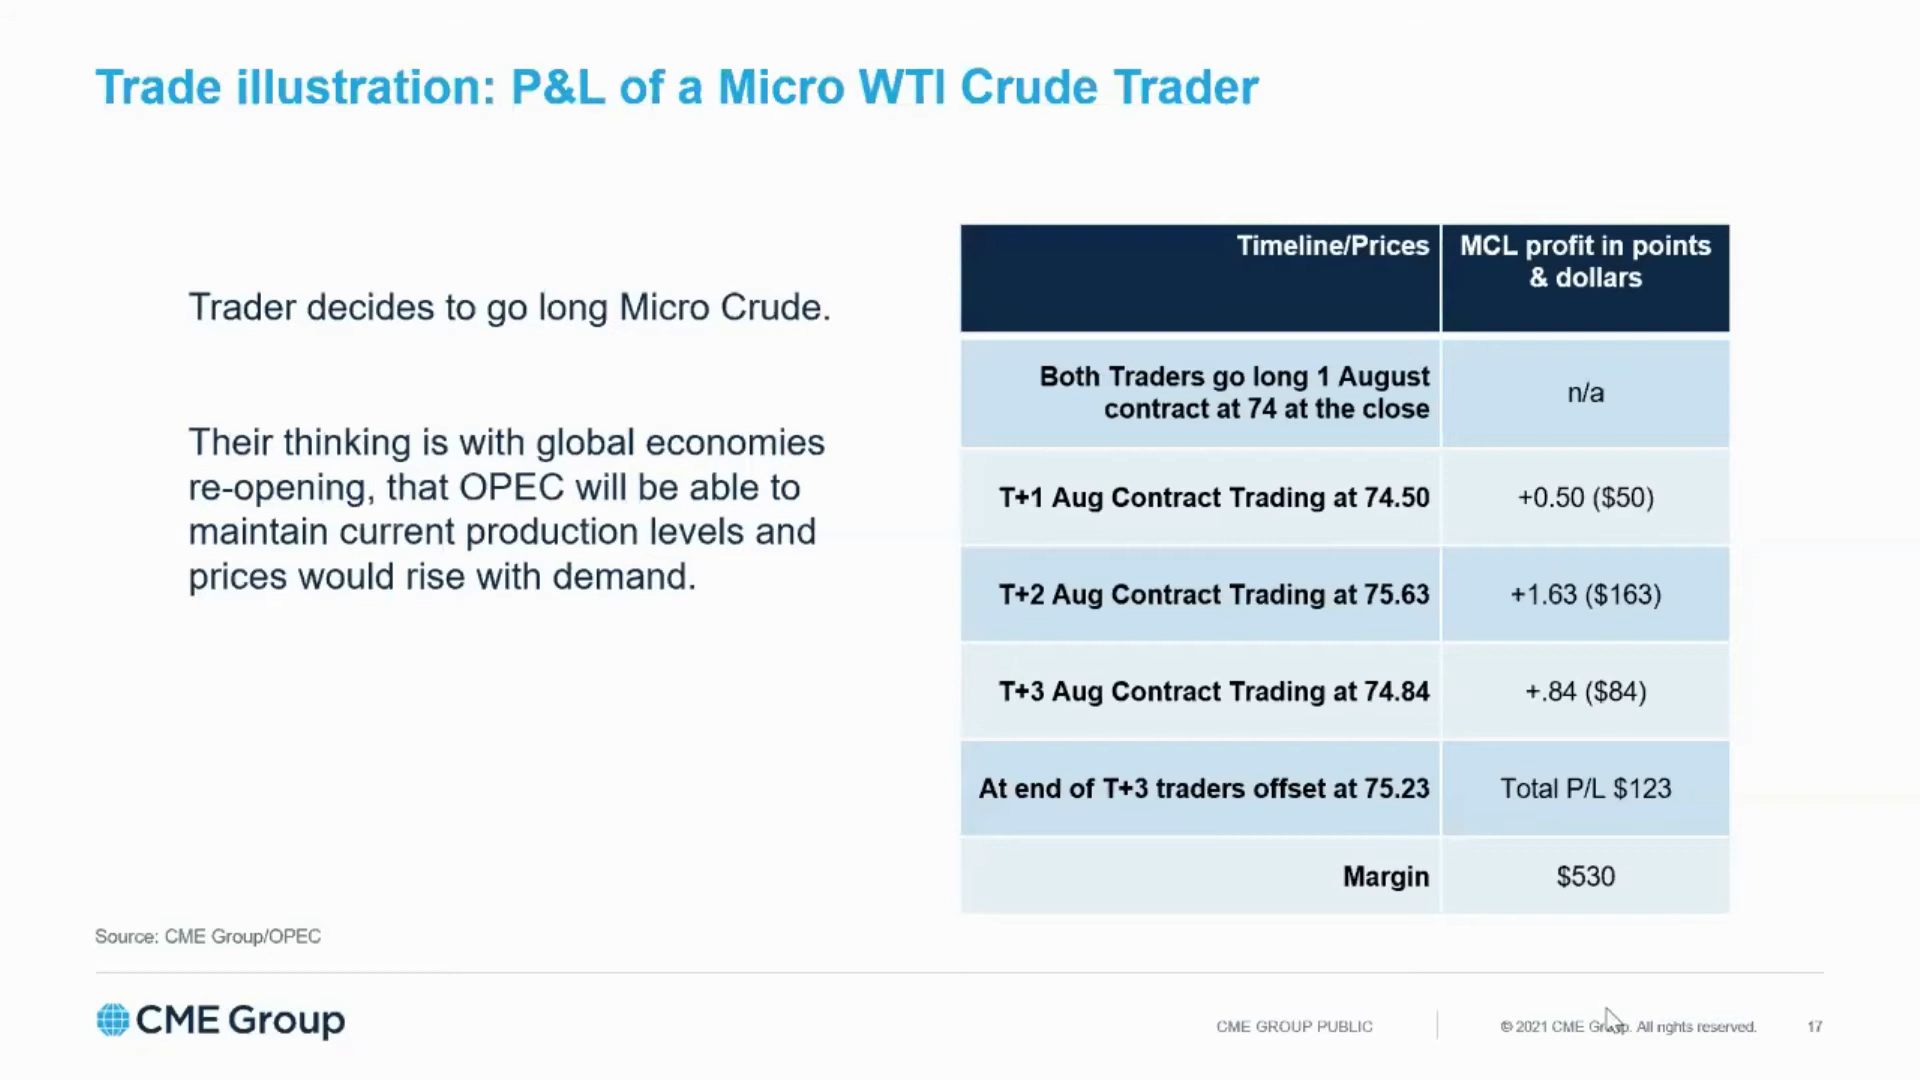 Trade illustration: P&L of a Micro WTI Crude Trader
Trader decides to go long Micro Crude.
Their thinking is with global economies
re-opening, that OPEC will be able to
maintain current production levels and
prices would rise with demand.
Timeline/Prices
MCL profit in points
& dollars
Both Traders go long 1 August
contract at 74 at the close
n/a
T+1 Aug Contract Trading at 74.50
+0.50 ($50)
T+2 Aug Contract Trading at 75.63
+1.63 ($163)
T+3 Aug Contract Trading at 74.84
+.84 ($84)
At end of T+3 traders offset at 75.23
Total P/L $123
Margin
$530
Source: CME Group/OPEC
CME Group
CME GROUP PUBLIC
© 2021 CME Group. All rights reserved.
17